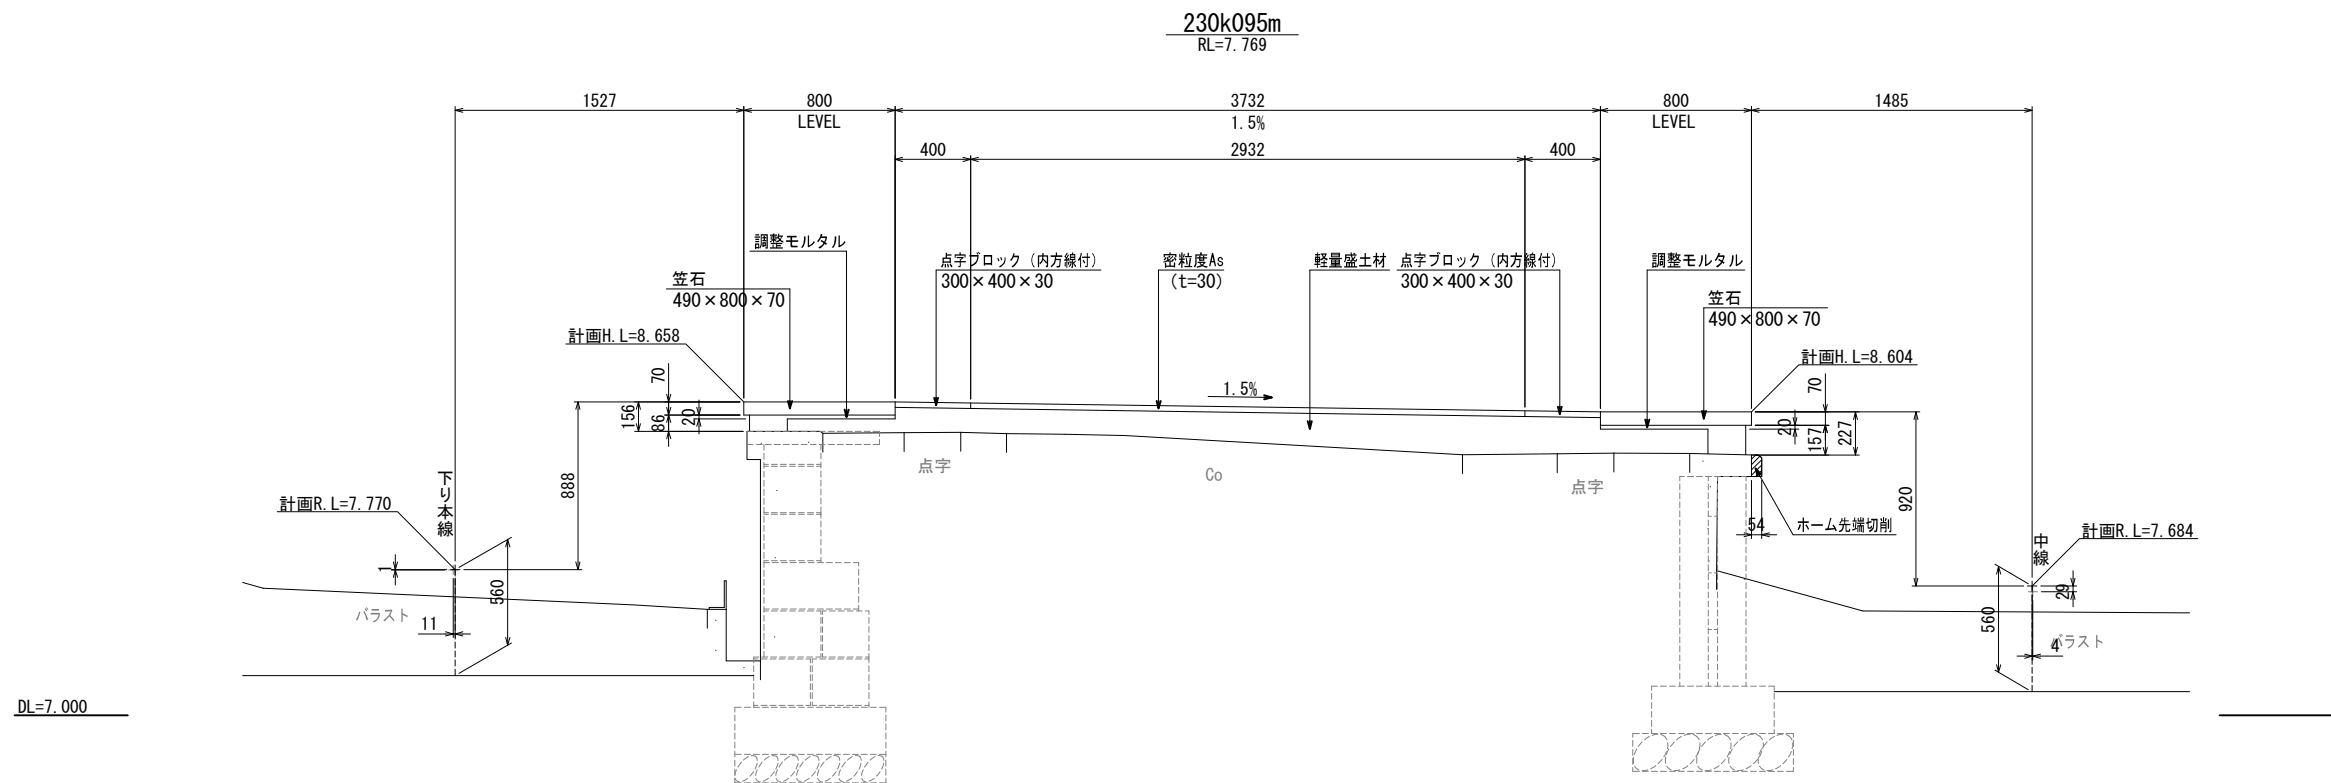 230k095m
RL=7.769
1527
800
3732
800
1485
LEVEL
1.5%
LEVEL
400
2932
400
調整モルタル
点字ブロック（内方線付）
300×400×30
密粒度As
(t=30)
軽量盛土材
点字ブロック（内方線付）
300×400×30
調整モルタル
笠石
490×800×70
笠石
490×800×70
計画H.L=8.658
計画H.L=8.604
1.5%
70
156
86
20
888
70
20
157
227
920
点字
Co
点字
計画R.L=7.770
下り本線
1
560
11
バラスト
54
ホーム先端切削
中線
計画R.L=7.684
29
560
4
バラスト
DL=7.000